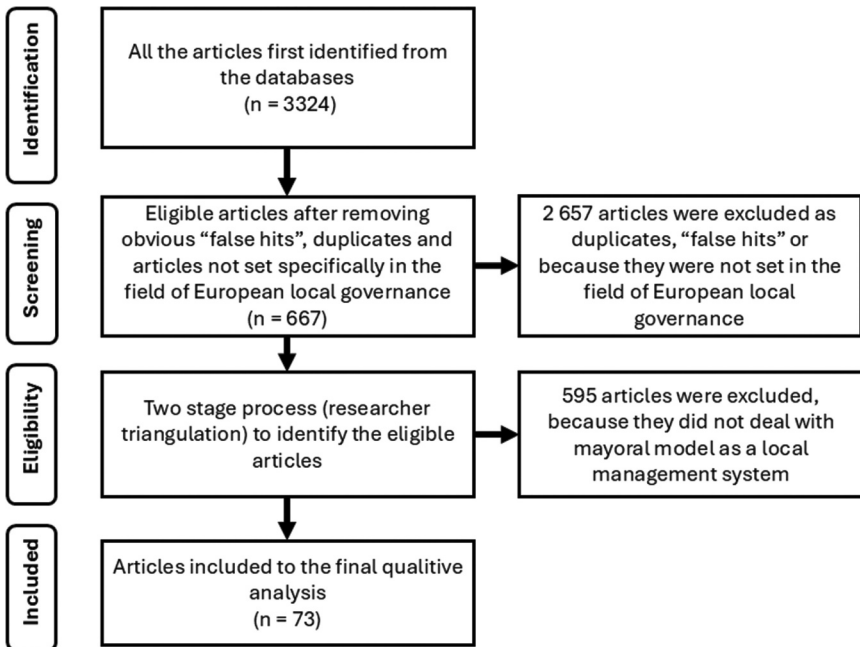 Identification
All the articles first identified from
the databases
(n = 3324)
Screening
Eligible articles after removing
obvious “false hits”, duplicates and
articles not set specifically in the
field of European local governance
(n = 667)
2 657 articles were excluded as
duplicates, “false hits” or
because they were not set in the
field of European local
governance
Eligibility
Two stage process (researcher
triangulation) to identify the eligible
articles
595 articles were excluded,
because they did not deal with
mayoral model as a local
management system
Included
Articles included to the final qualitive
analysis
(n = 73)